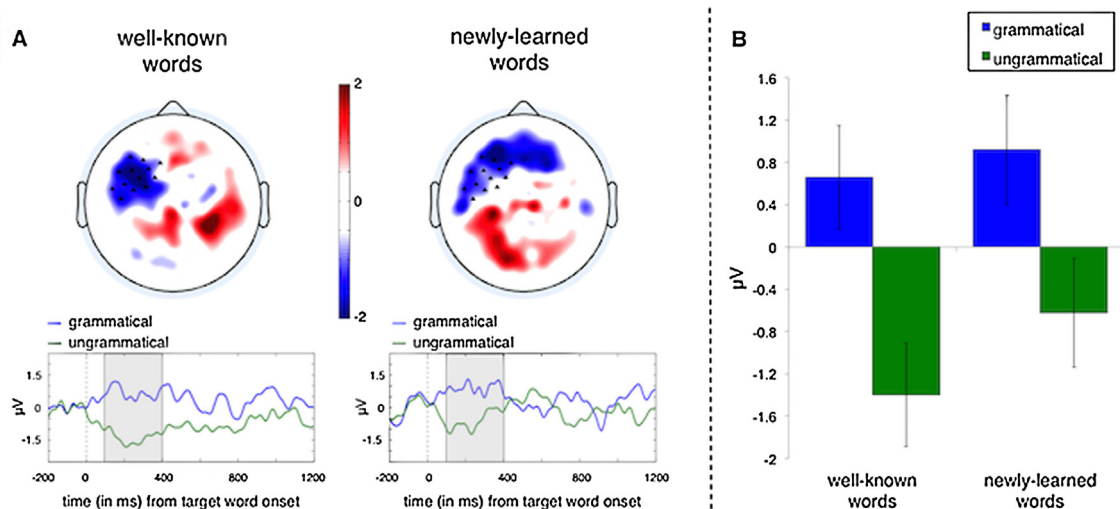 A
well-known
words
newly-learned
words
2
0
-2
grammatical
ungrammatical
1.5
0
-1.5
µV
-200 0 400 800 1200
time (in ms) from target word onset
grammatical
ungrammatical
1.5
0
-1.5
µV
-200 0 400 800 1200
time (in ms) from target word onset
B
grammatical
ungrammatical
1.6
1.2
0.8
0.4
0
-0.4
-0.8
-1.2
-1.6
-2
µV
well-known
words
newly-learned
words